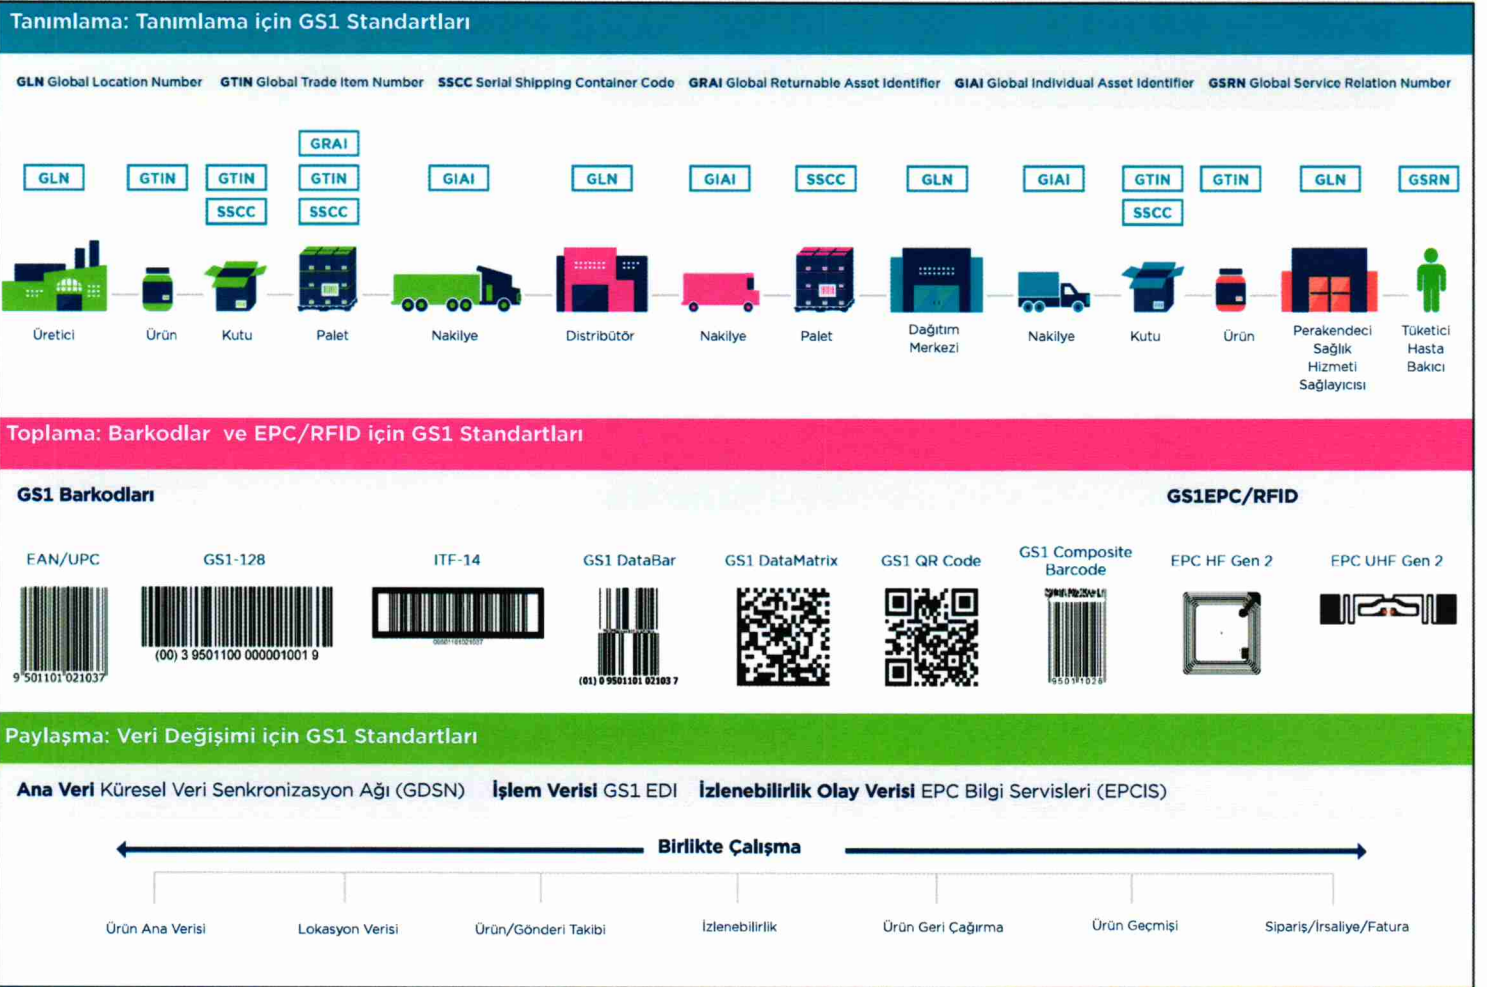 Tanımlama: Tanımlama için GS1 Standartları
GLN Global Location Number GTIN Global Trade Item Number SSCC Serial Shipping Container Code GRAI Global Returnable Asset Identifier GIAI Global Individual Asset Identifier GSRN Global Service Relation Number
GRAI
GLN GTIN GTIN GTIN GIAI GLN GIAI SSCC GLN GIAI GTIN GTIN GLN GSRN
SSCC SSCC SSCC
Üretici Ürün Kutu Palet Nakilye Distribütör Nakilye Palet Dağıtım Nakilye Kutu Ürün Perakendeci Tüketici
Merkezi Sağlık Hasta
Hizmeti Bakıcı
Sağlayıcısı
Toplama: Barkodlar ve EPC/RFID için GS1 Standartları
GS1 Barkodları GS1EPC/RFID
EAN/UPC GS1-128 ITF-14 GS1 DataBar GS1 DataMatrix GS1 QR Code GS1 Composite EPC HF Gen 2 EPC UHF Gen 2
Barcode
(00) 3 9501100 000001001 9
9 501101 021037 (01) 0 9501101 02103 7
Paylaşma: Veri Değişimi için GS1 Standartları
Ana Veri Küresel Veri Senkronizasyon Ağı (GDSN) İşlem Verisi GS1 EDI İzlenebilirlik Olay Verisi EPC Bilgi Servisleri (EPCIS)
Birlikte Çalışma
Ürün Ana Verisi Lokasyon Verisi Ürün/Gönderi Takibi İzlenebilirlik Ürün Geri Çağırma Ürün Geçmişi Sipariş/İrsaliye/Fatura